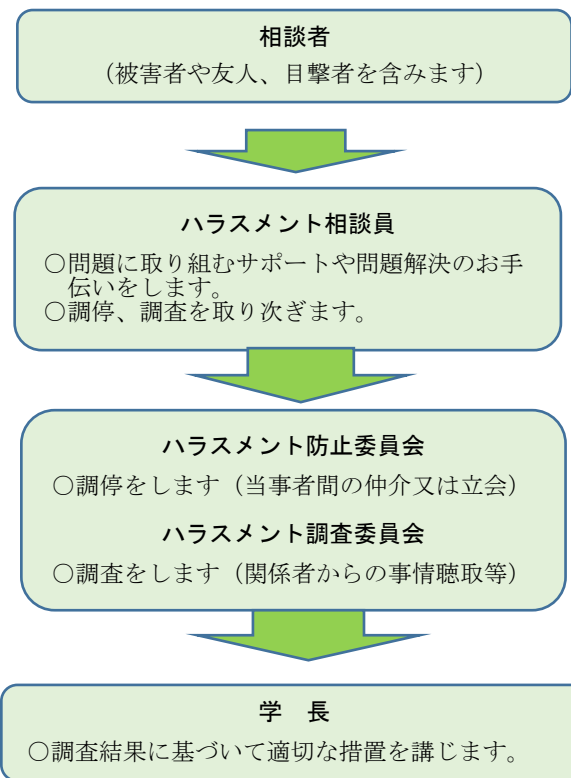 相談者
（被害者や友人、目撃者を含みます）
ハラスメント相談員
○問題に取り組むサポートや問題解決のお手
伝いをします。
○調停、調査を取り次ぎます。
ハラスメント防止委員会
○調停をします（当事者間の仲介又は立会）
ハラスメント調査委員会
○調査をします（関係者からの事情聴取等）
学　長
○調査結果に基づいて適切な措置を講じます。